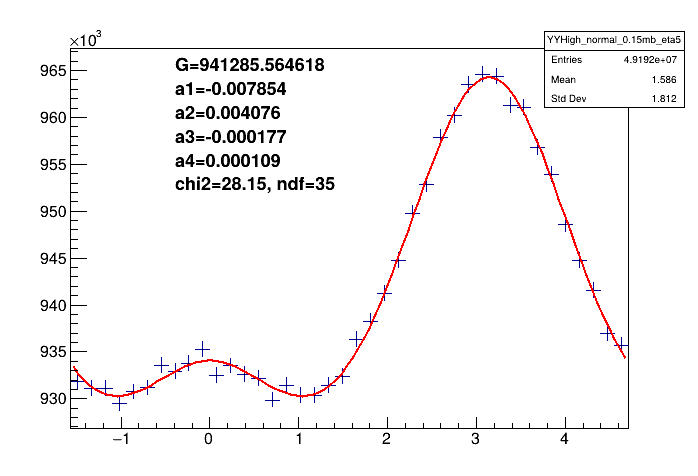 ×10³
YYHigh_normal_0.15mb_eta5
Entries 4.9192e+07
Mean 1.586
Std Dev 1.812
G=941285.564618
a1=-0.007854
a2=0.004076
a3=-0.000177
a4=0.000109
chi2=28.15, ndf=35
965
960
955
950
945
940
935
930
−1 0 1 2 3 4